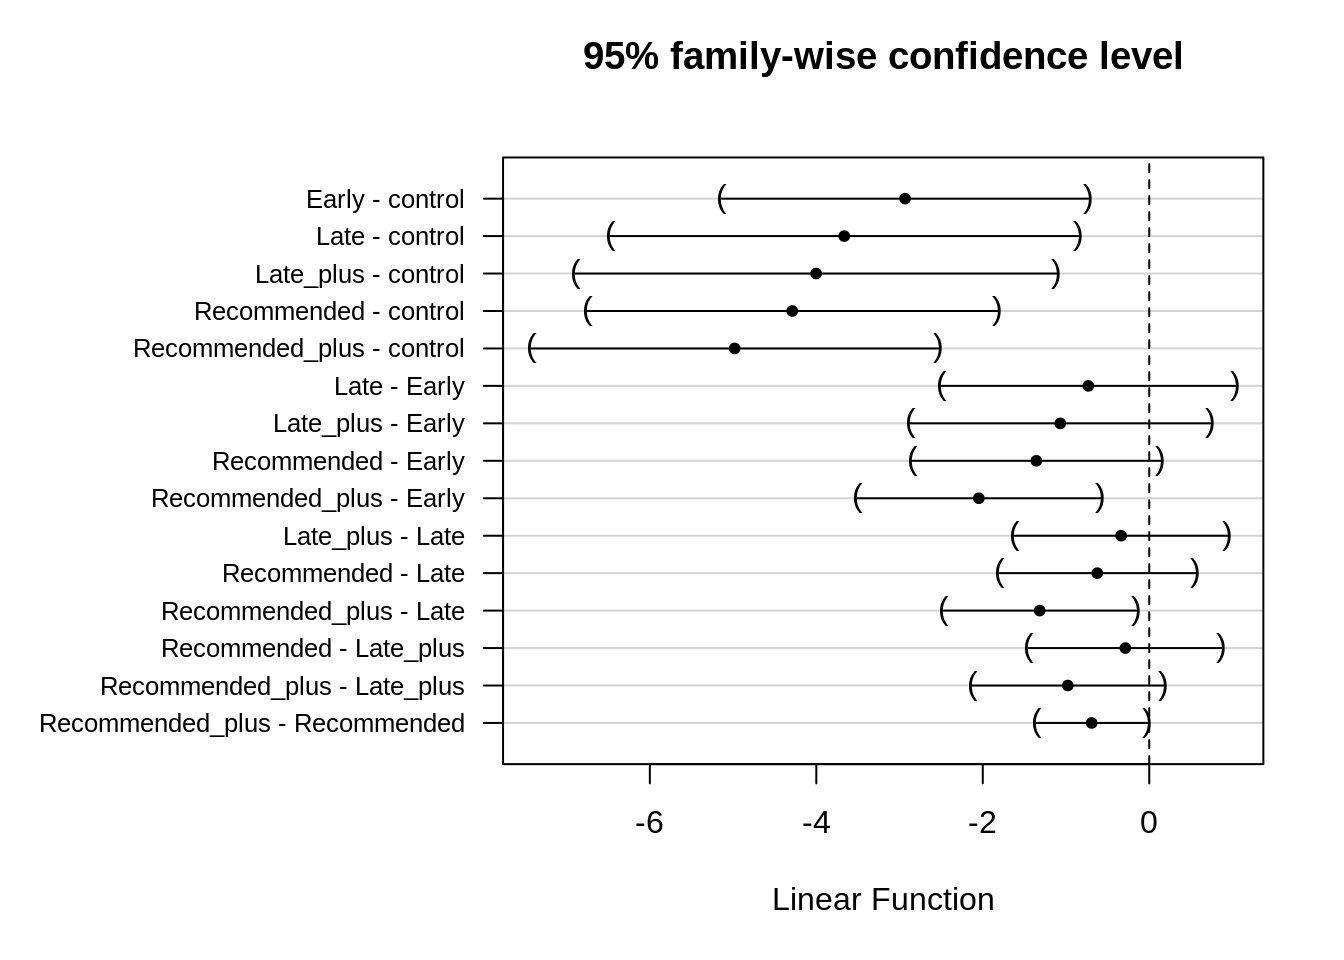 95% family-wise confidence level
Early - control
Late - control
Late_plus - control
Recommended - control
Recommended_plus - control
Late - Early
Late_plus - Early
Recommended - Early
Recommended_plus - Early
Late_plus - Late
Recommended - Late
Recommended_plus - Late
Recommended - Late_plus
Recommended_plus - Late_plus
Recommended_plus - Recommended
-6 -4 -2 0
Linear Function